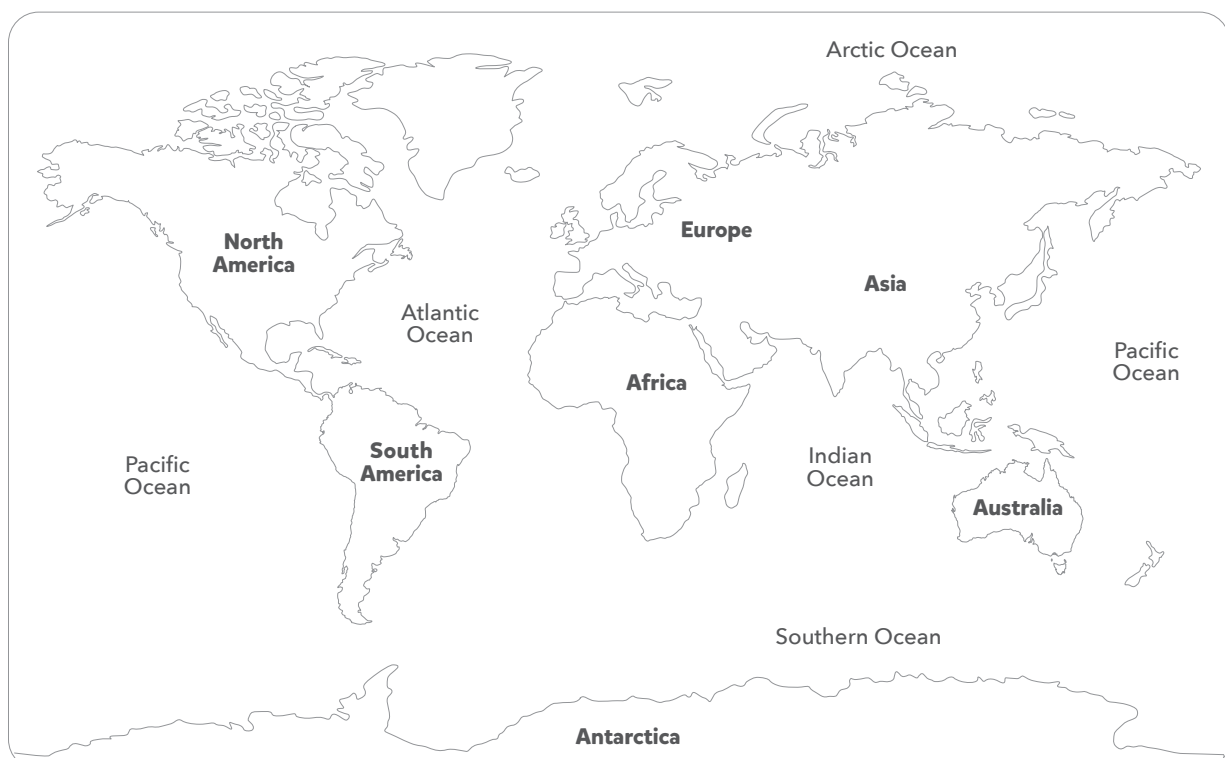 Arctic Ocean
Europe
North
America
Asia
Atlantic
Ocean
Pacific
Ocean
Africa
South
America
Indian
Ocean
Pacific
Ocean
Australia
Southern Ocean
Antarctica